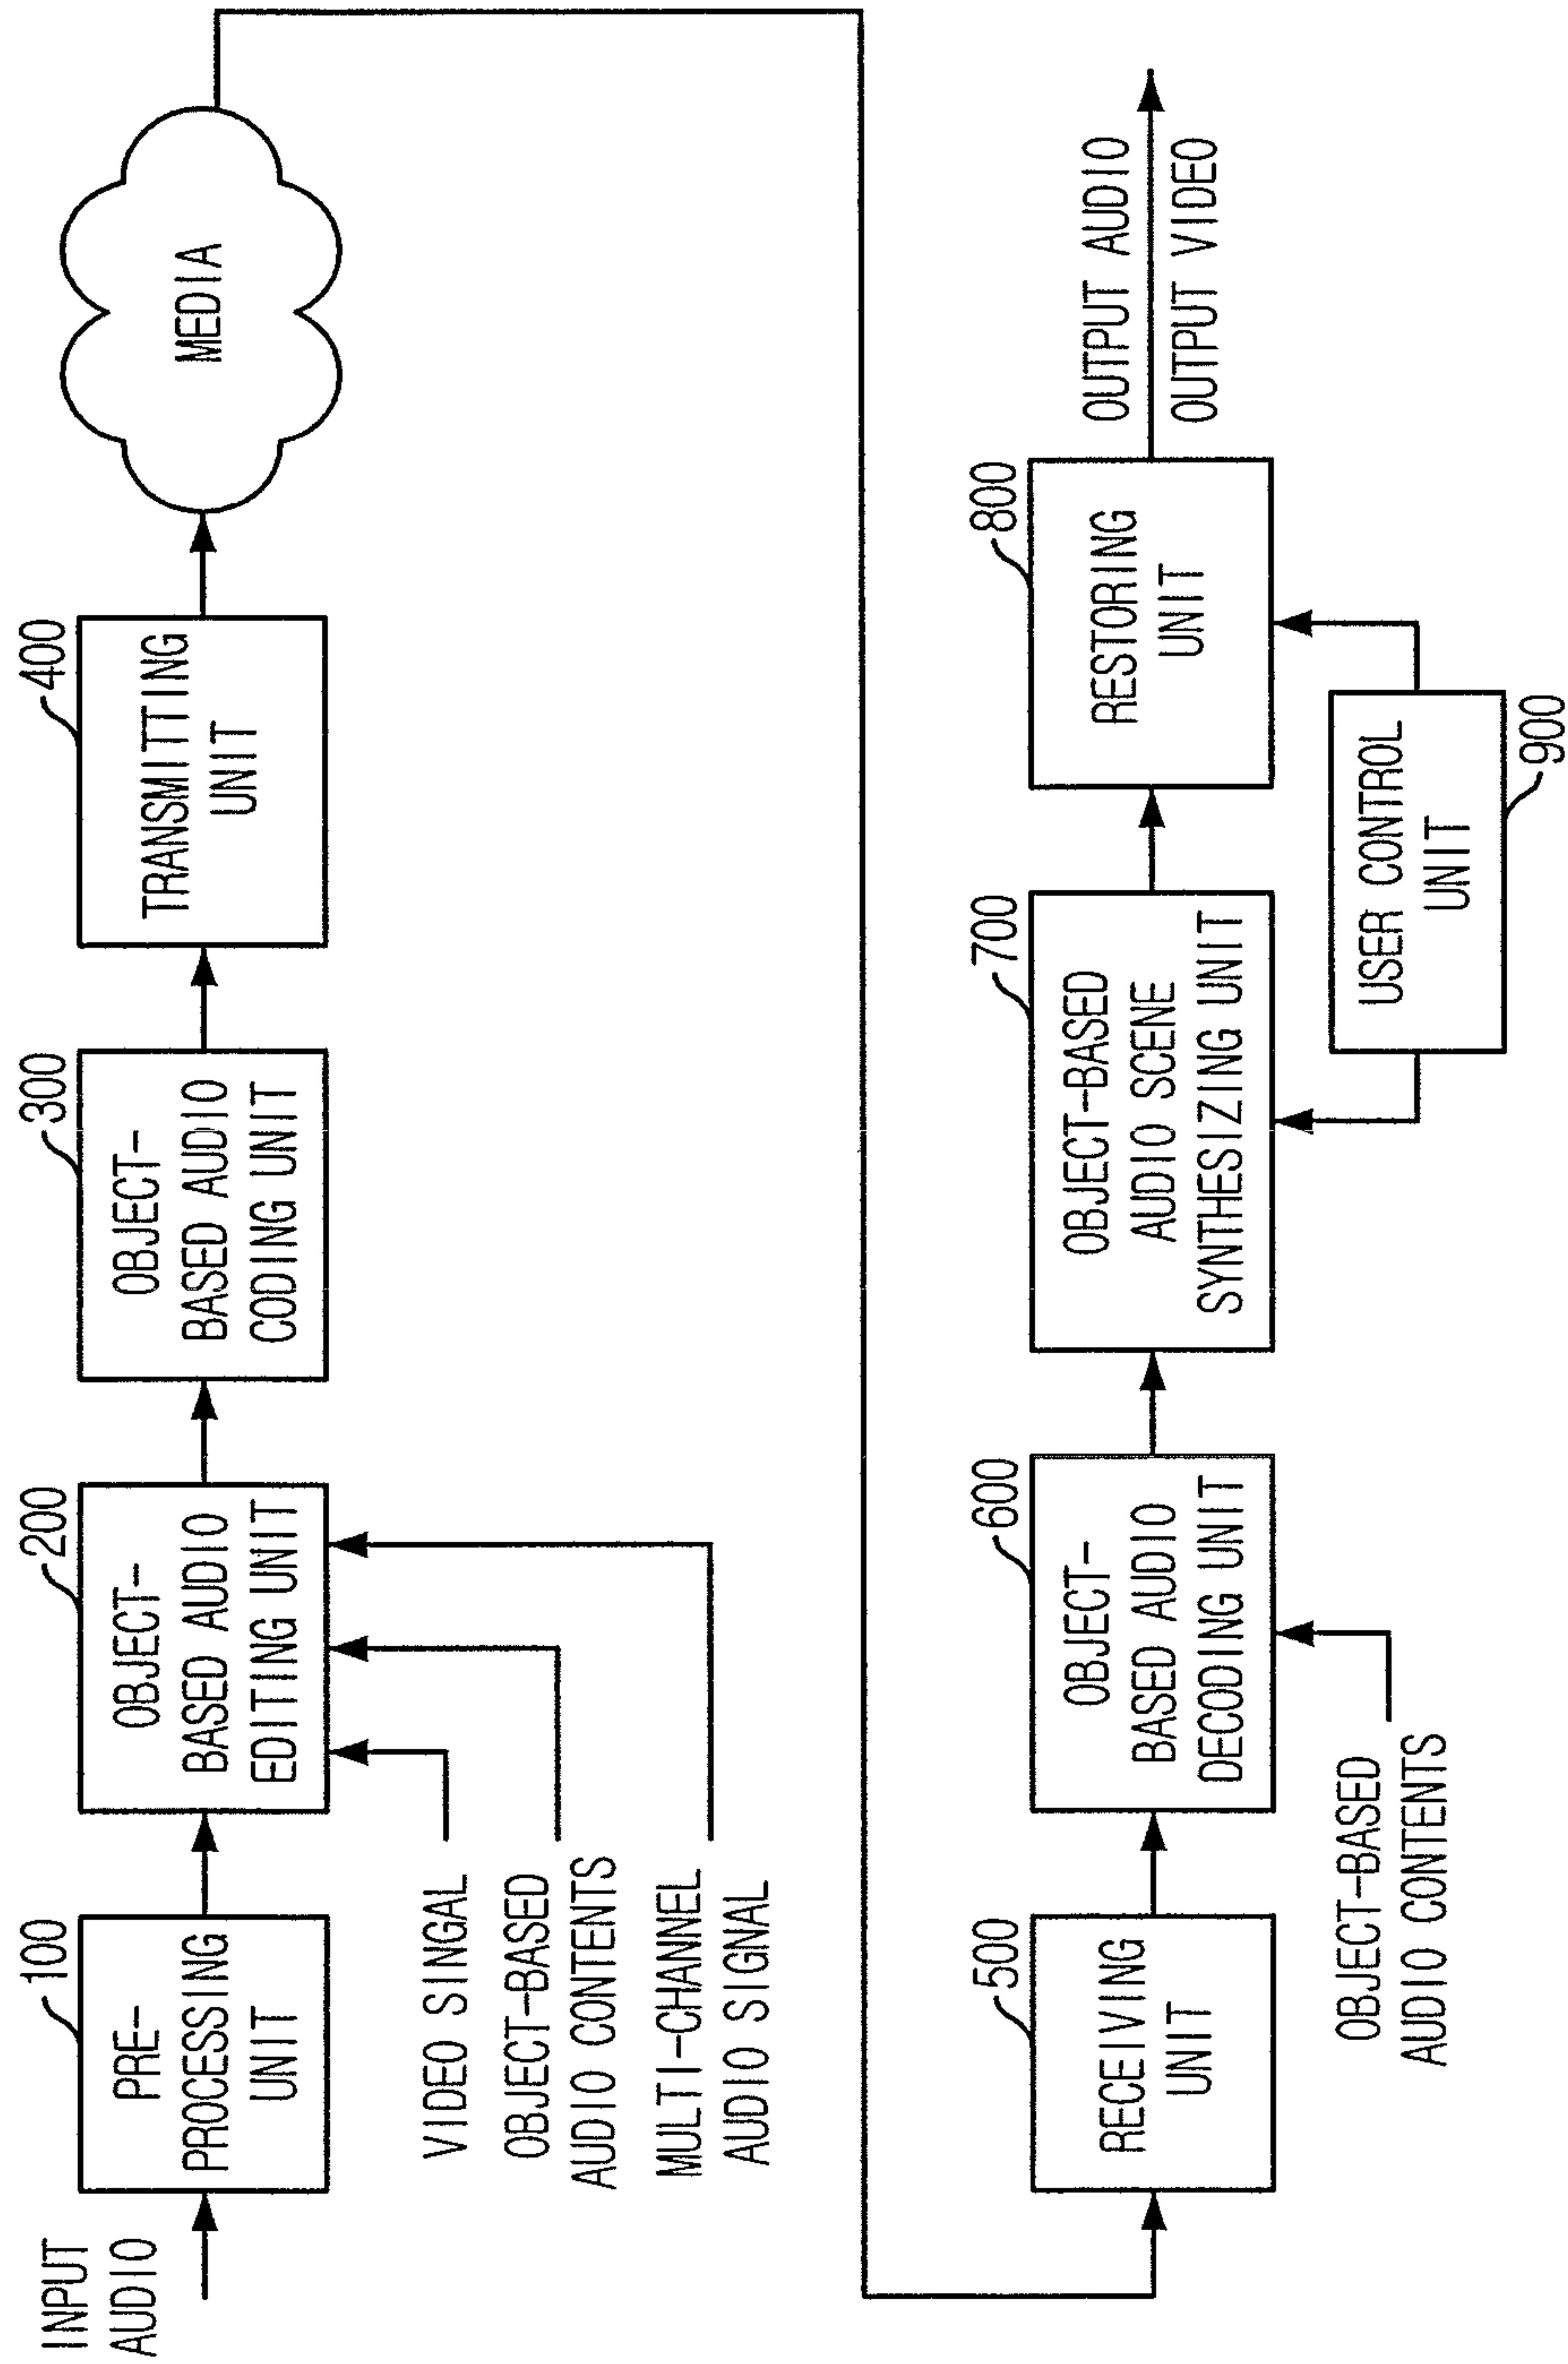 INPUT
AUDIO
100
PRE-
PROCESSING
UNIT
200
OBJECT-
BASED AUDIO
EDITING UNIT
300
OBJECT-
BASED AUDIO
CODING UNIT
400
TRANSMITTING
UNIT
MEDIA
VIDEO SINGAL
OBJECT-BASED
AUDIO CONTENTS
MULTI-CHANNEL
AUDIO SIGNAL
500
RECEIVING
UNIT
600
OBJECT-
BASED AUDIO
DECODING UNIT
700
OBJECT-BASED
AUDIO SCENE
SYNTHESIZING UNIT
800
RESTORING
UNIT
OUTPUT AUDIO
OUTPUT VIDEO
OBJECT-BASED
AUDIO CONTENTS
USER CONTROL
UNIT
900